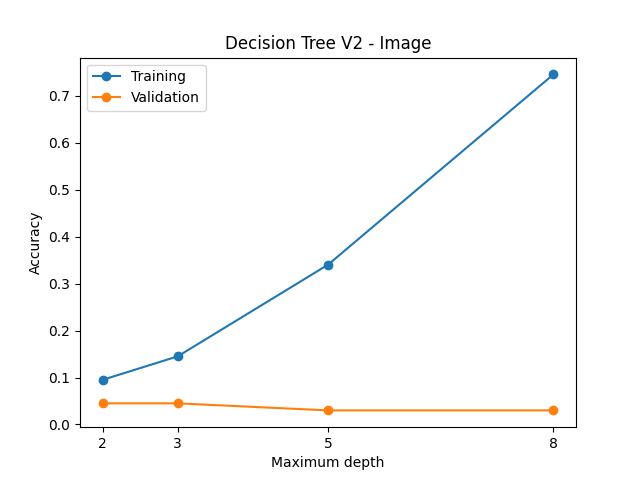 Decision Tree V2 - Image
Training
Validation
Accuracy
0.7
0.6
0.5
0.4
0.3
0.2
0.1
0.0
2 3 5 8
Maximum depth